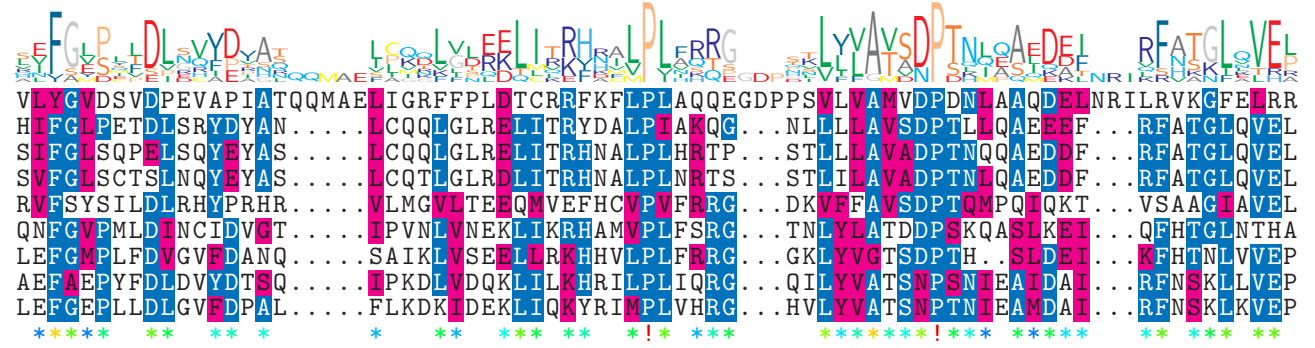 VLYGVDSVDPEVAPIATQQMAELIGRFFPLDTCRRFKFLPLAQQEGDPPSVLVAMVDPDNLAAQDELNRILRVKGFELRR
HIFGLPETDLSRYDYAN.....LCQQLGLRELITRYDALPIAKQG...NLLLLAVSDPTLLQAEEEF...RFATGLQVEL
SIFGLSQPELSQYEYAS.....LCQQLGLRELITRHNALPLHRTP...STLLLAVADPTNQQAEDDF...RFATGLQVEL
SVFGLSCTSLNQYEYAS.....LCQTLGLRDLITRHNALPLNRTS...STLILAVADPTNLQAEDDF...RFATGLQVEL
RVFSYSILDLRHYPRHR.....VLMGVLTEEQMVEFHCVPVFRRG...DKVFFAVSDPTQMPQIQKT...VSAAGIAVEL
QNFGVPMLDINCIDVGT.....IPVNLVNEKLIKRHAMVPLFSRG...TNLYLATDDPSKQASLKEI...QFHTGLNTHA
LEFGMPLFDVGVFDANQ.....SAIKLVSEELLRKHHVLPLFRRG...GKLYVGTSDPTH..SLDEI...KFHTNLVVEP
AEFAEPYFDLDVYDTSQ.....IPKDLVDQKLILKHRILPLIQRG...QILYVATSNPSNIEAIDAI...RFNSKLLVEP
LEFGEPLLDLGVFDPAL.....FLKDKIDEKLIQKYRIMPLVHRG...HVLYVATSNPTNIEAMDAI...RFNSKLKVEP
***** ** ** * * ** **** ** *!* *** *******!*** ***** ** *** ***